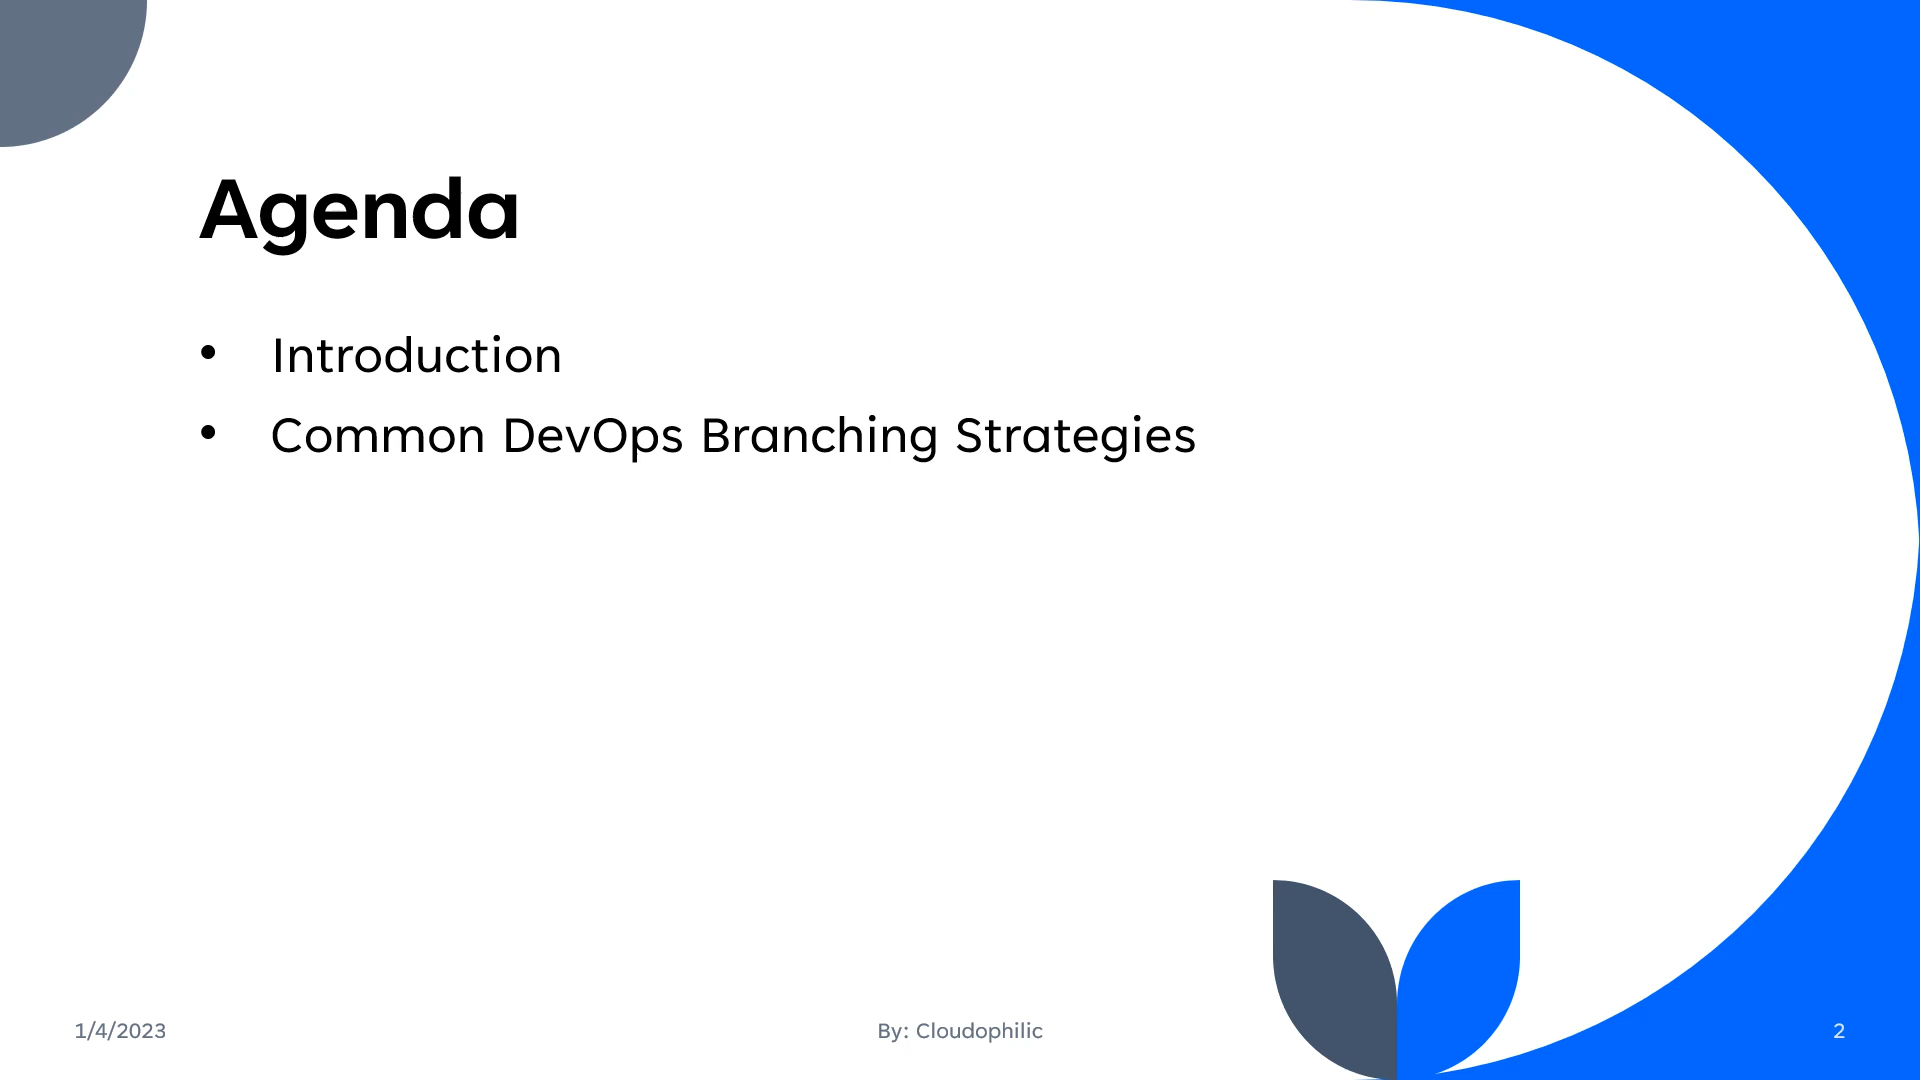 Agenda
• Introduction
• Common DevOps Branching Strategies
1/4/2023
By: Cloudophilic
2